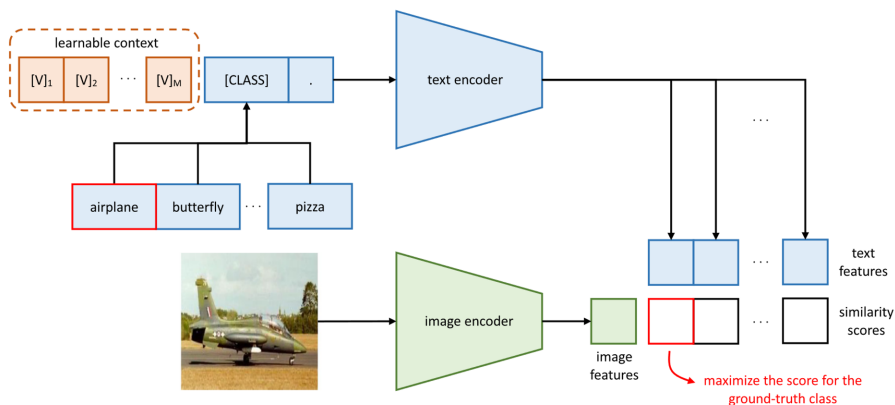 learnable context
[V]₁ [V]₂ ... [V]ₘ [CLASS] .
text encoder
...
airplane butterfly ... pizza
... text
features
image encoder
... similarity
scores
image
features
maximize the score for the
ground-truth class